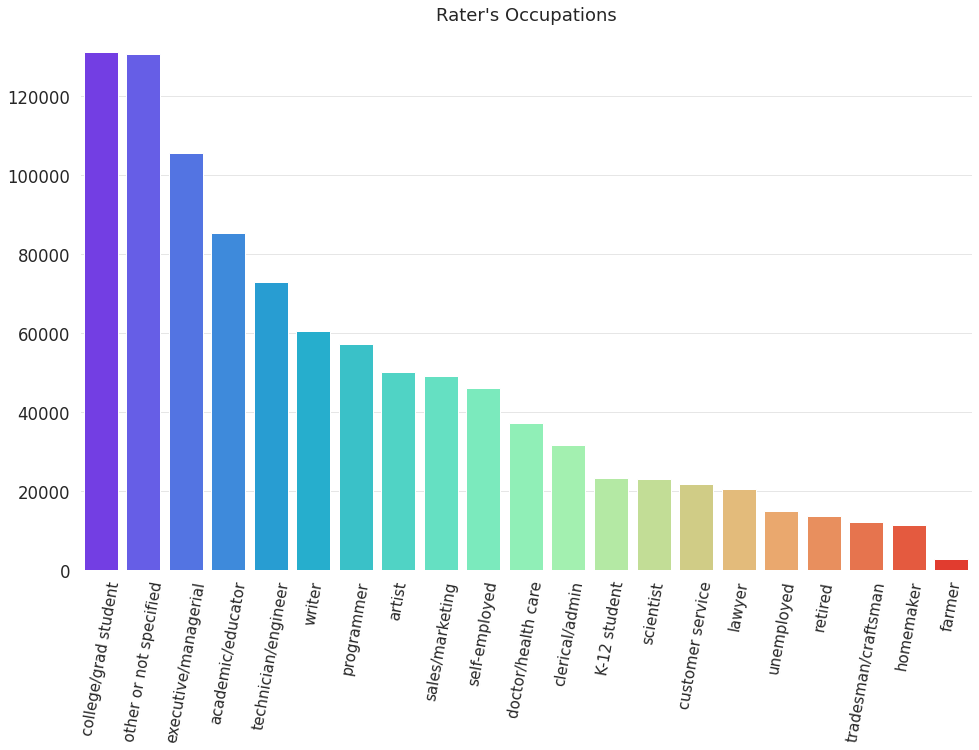 Rater's Occupations
120000
100000
80000
60000
40000
20000
0
college/grad student
other or not specified
executive/managerial
academic/educator
technician/engineer
writer
programmer
artist
sales/marketing
self-employed
doctor/health care
clerical/admin
K-12 student
scientist
customer service
lawyer
unemployed
retired
tradesman/craftsman
homemaker
farmer